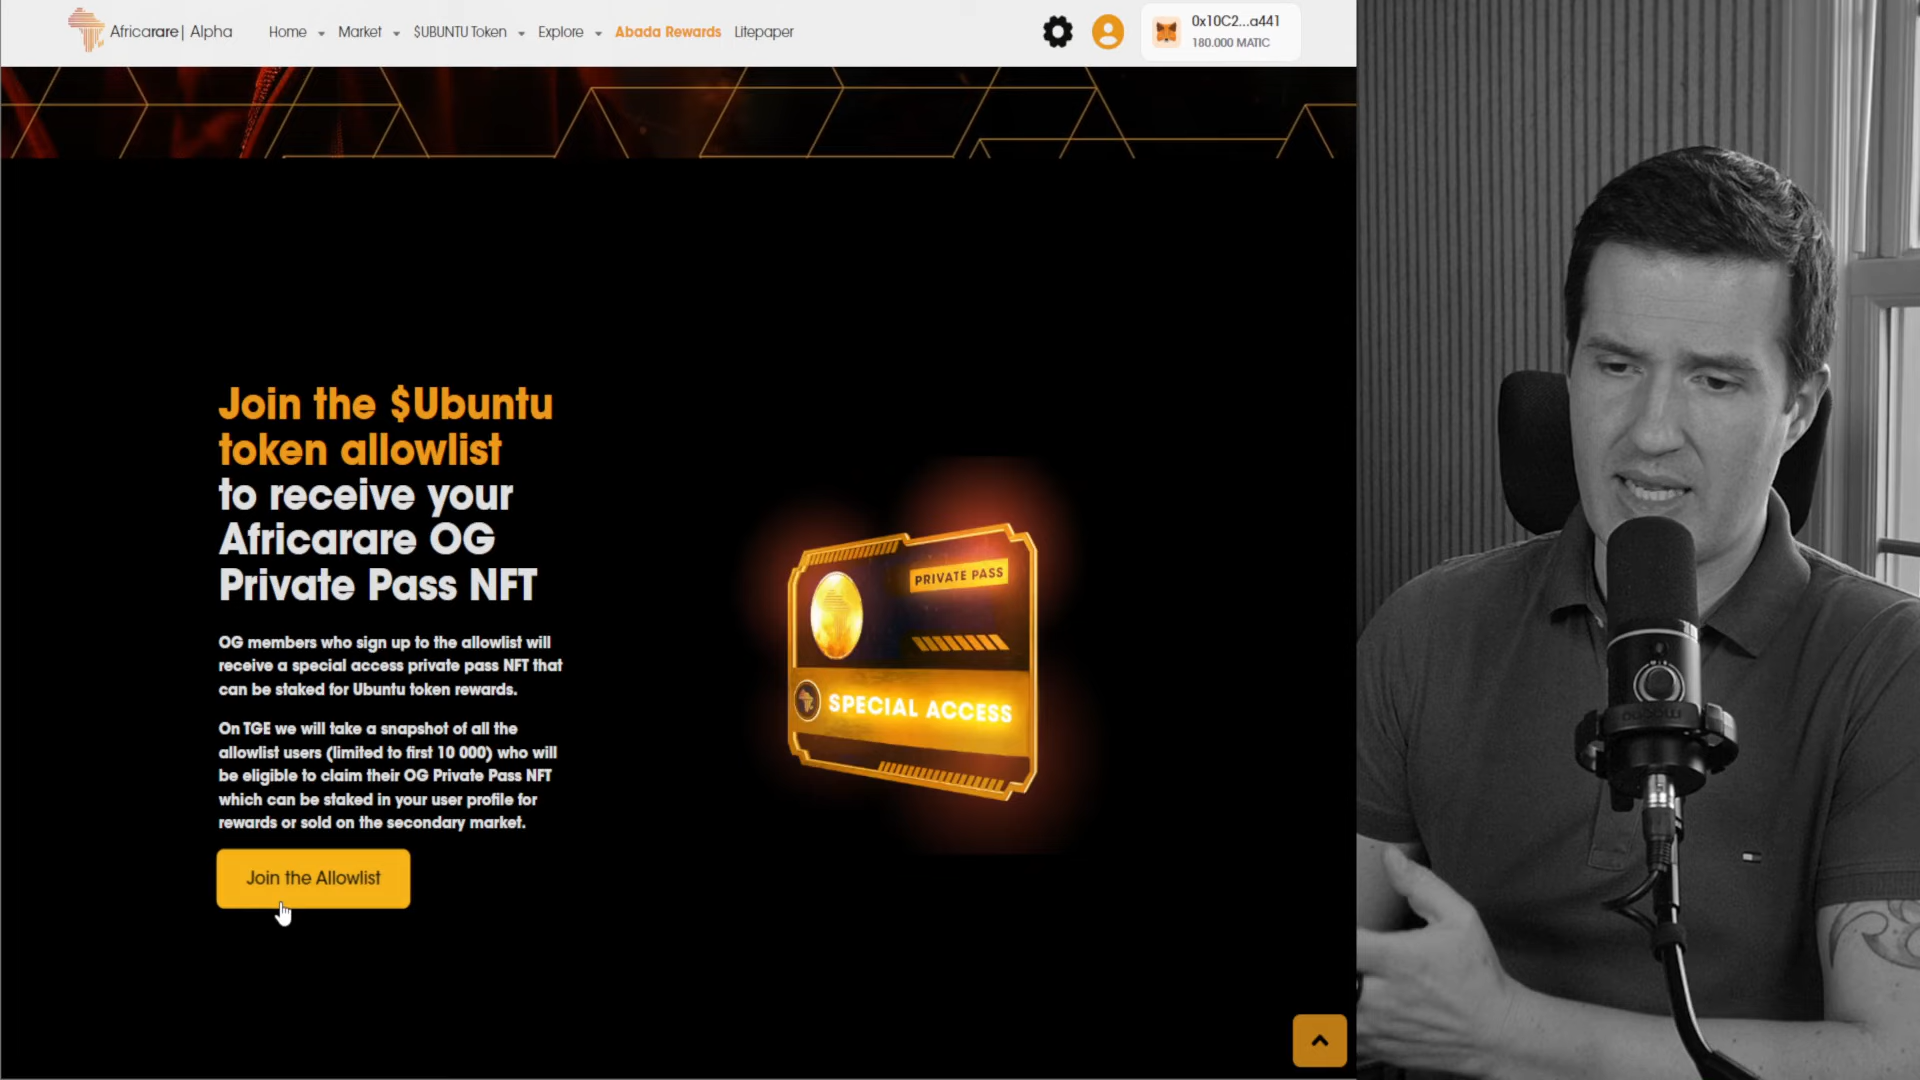 Africarare| Alpha
Home
Market
$UBUNTU Token
Explore
Abada Rewards
Litepaper
0x10C2...a441
180.000 MATIC
Join the $Ubuntu
token allowlist
to receive your
Africarare OG
Private Pass NFT
OG members who sign up to the allowlist will
receive a special access private pass NFT that
can be staked for Ubuntu token rewards.
On TGE we will take a snapshot of all the
allowlist users (limited to first 10 000) who will
be eligible to claim their OG Private Pass NFT
which can be staked in your user profile for
rewards or sold on the secondary market.
Join the Allowlist
PRIVATE PASS
SPECIAL ACCESS